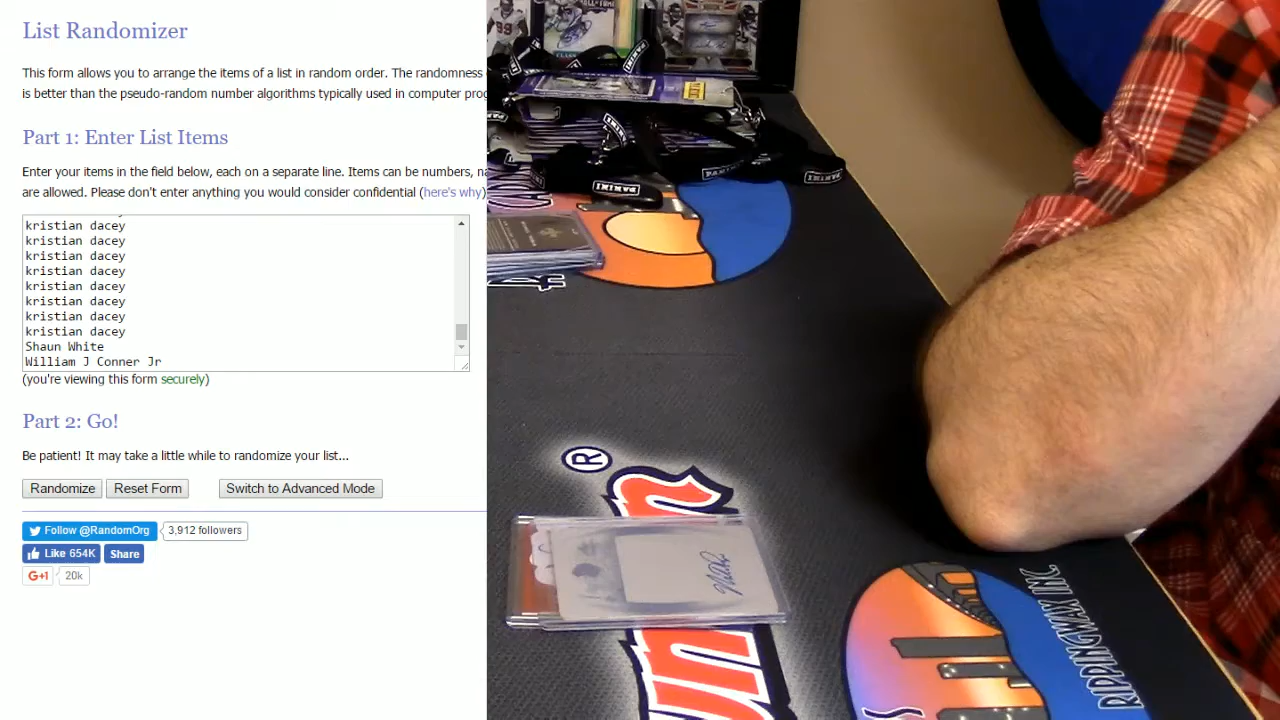 List Randomizer
This form allows you to arrange the items of a list in random order. The randomness
is better than the pseudo-random number algorithms typically used in computer prog
Part 1: Enter List Items
Enter your items in the field below, each on a separate line. Items can be numbers, na
are allowed. Please don't enter anything you would consider confidential (here's why)
kristian dacey
kristian dacey
kristian dacey
kristian dacey
kristian dacey
kristian dacey
kristian dacey
kristian dacey
Shaun White
William J Conner Jr
(you're viewing this form securely)
Part 2: Go!
Be patient! It may take a little while to randomize your list...
Randomize Reset Form Switch to Advanced Mode
Follow @RandomOrg 3,912 followers
Like 654K Share
G+1 20k
99
PANINI
PANINI
PANINI
PANINI
®
un
RIPPINGWAX INC.